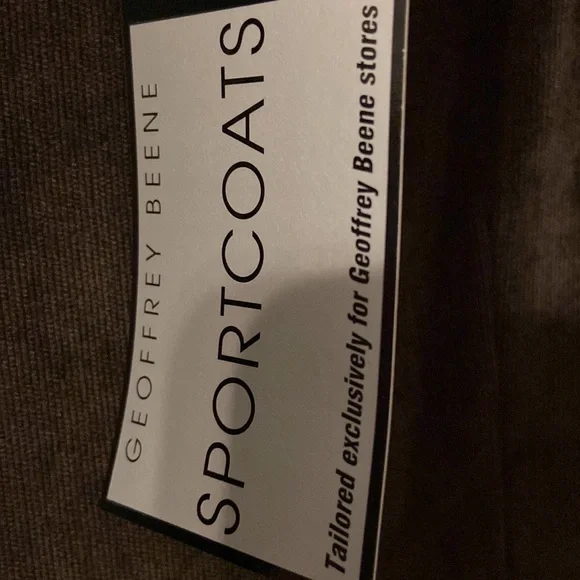 GEOFFREY BEENE
SPORTCOATS
Tailored exclusively for Geoffrey Beene stores